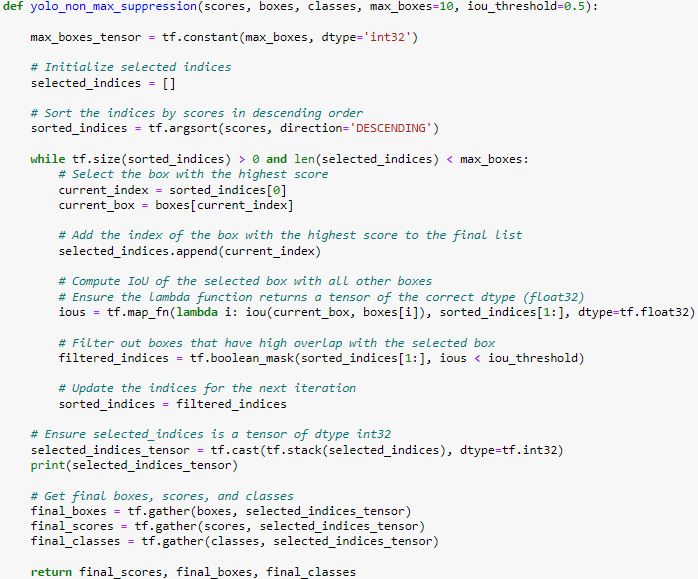 def yolo_non_max_suppression(scores, boxes, classes, max_boxes=10, iou_threshold=0.5):
max_boxes_tensor = tf.constant(max_boxes, dtype='int32')
# Initialize selected indices
selected_indices = []
# Sort the indices by scores in descending order
sorted_indices = tf.argsort(scores, direction='DESCENDING')
while tf.size(sorted_indices) > 0 and len(selected_indices) < max_boxes:
# Select the box with the highest score
current_index = sorted_indices[0]
current_box = boxes[current_index]
# Add the index of the box with the highest score to the final list
selected_indices.append(current_index)
# Compute IoU of the selected box with all other boxes
# Ensure the lambda function returns a tensor of the correct dtype (float32)
ious = tf.map_fn(lambda i: iou(current_box, boxes[i]), sorted_indices[1:], dtype=tf.float32)
# Filter out boxes that have high overlap with the selected box
filtered_indices = tf.boolean_mask(sorted_indices[1:], ious < iou_threshold)
# Update the indices for the next iteration
sorted_indices = filtered_indices
# Ensure selected_indices is a tensor of dtype int32
selected_indices_tensor = tf.cast(tf.stack(selected_indices), dtype=tf.int32)
print(selected_indices_tensor)
# Get final boxes, scores, and classes
final_boxes = tf.gather(boxes, selected_indices_tensor)
final_scores = tf.gather(scores, selected_indices_tensor)
final_classes = tf.gather(classes, selected_indices_tensor)
return final_scores, final_boxes, final_classes